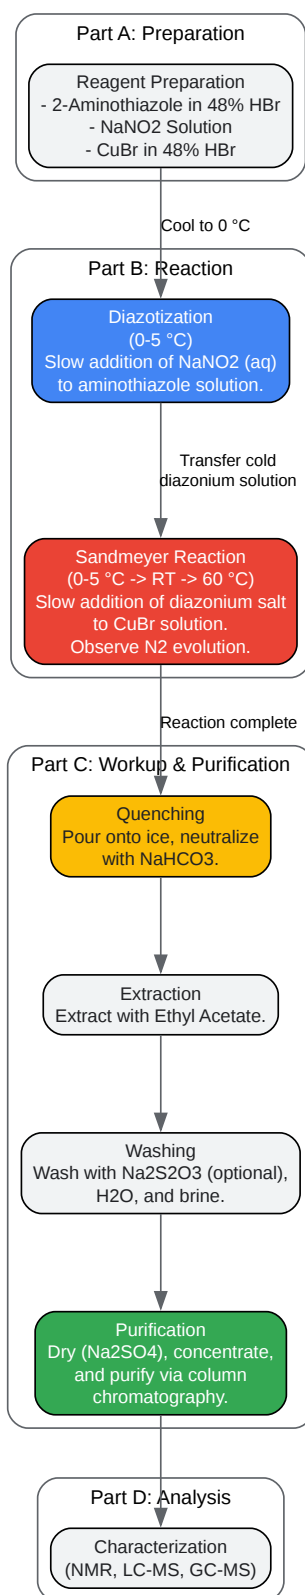 Part A: Preparation
Reagent Preparation
- 2-Aminothiazole in 48% HBr
- NaNO2 Solution
- CuBr in 48% HBr
Cool to 0 °C
Part B: Reaction
Diazotization
(0-5 °C)
Slow addition of NaNO2 (aq)
to aminothiazole solution.
Transfer cold
diazonium solution
Sandmeyer Reaction
(0-5 °C -> RT -> 60 °C)
Slow addition of diazonium salt
to CuBr solution.
Observe N2 evolution.
Reaction complete
Part C: Workup & Purification
Quenching
Pour onto ice, neutralize
with NaHCO3.
Extraction
Extract with Ethyl Acetate.
Washing
Wash with Na2S2O3 (optional),
H2O, and brine.
Purification
Dry (Na2SO4), concentrate,
and purify via column
chromatography.
Part D: Analysis
Characterization
(NMR, LC-MS, GC-MS)